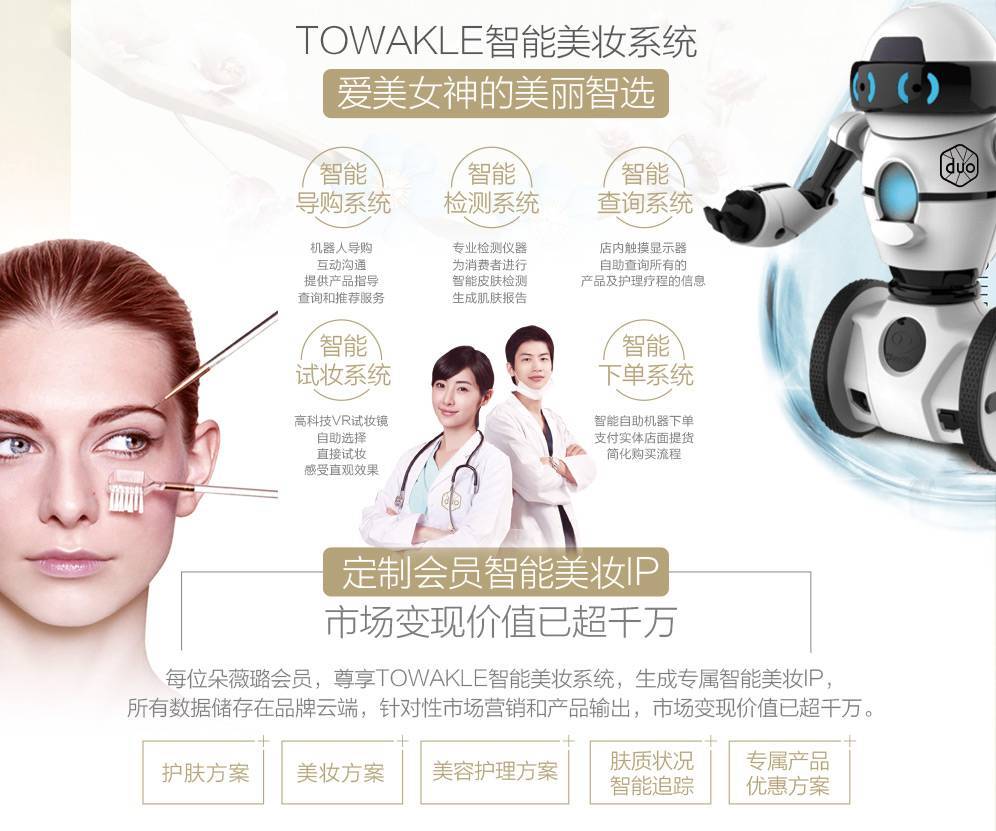 TOWAKLE智能美妆系统
爱美女神的美丽智选
智能
导购系统
机器人导购
互动沟通
提供产品指导
查询和推荐服务
智能
检测系统
专业检测仪器
为消费者进行
智能皮肤检测
生成肌肤报告
智能
查询系统
店内触摸显示器
自助查询所有的
产品及护理疗程的信息
duo
智能
试妆系统
高科技VR试妆镜
自助选择
直接试妆
感受直观效果
duo
智能
下单系统
智能自助机器下单
支付实体店面提货
简化购买流程
定制会员智能美妆IP
市场变现价值已超千万
每位朵薇璐会员，尊享TOWAKLE智能美妆系统，生成专属智能美妆IP，
所有数据储存在品牌云端，针对性市场营销和产品输出，市场变现价值已超千万。
护肤方案
美妆方案
美容护理方案
肤质状况
智能追踪
专属产品
优惠方案